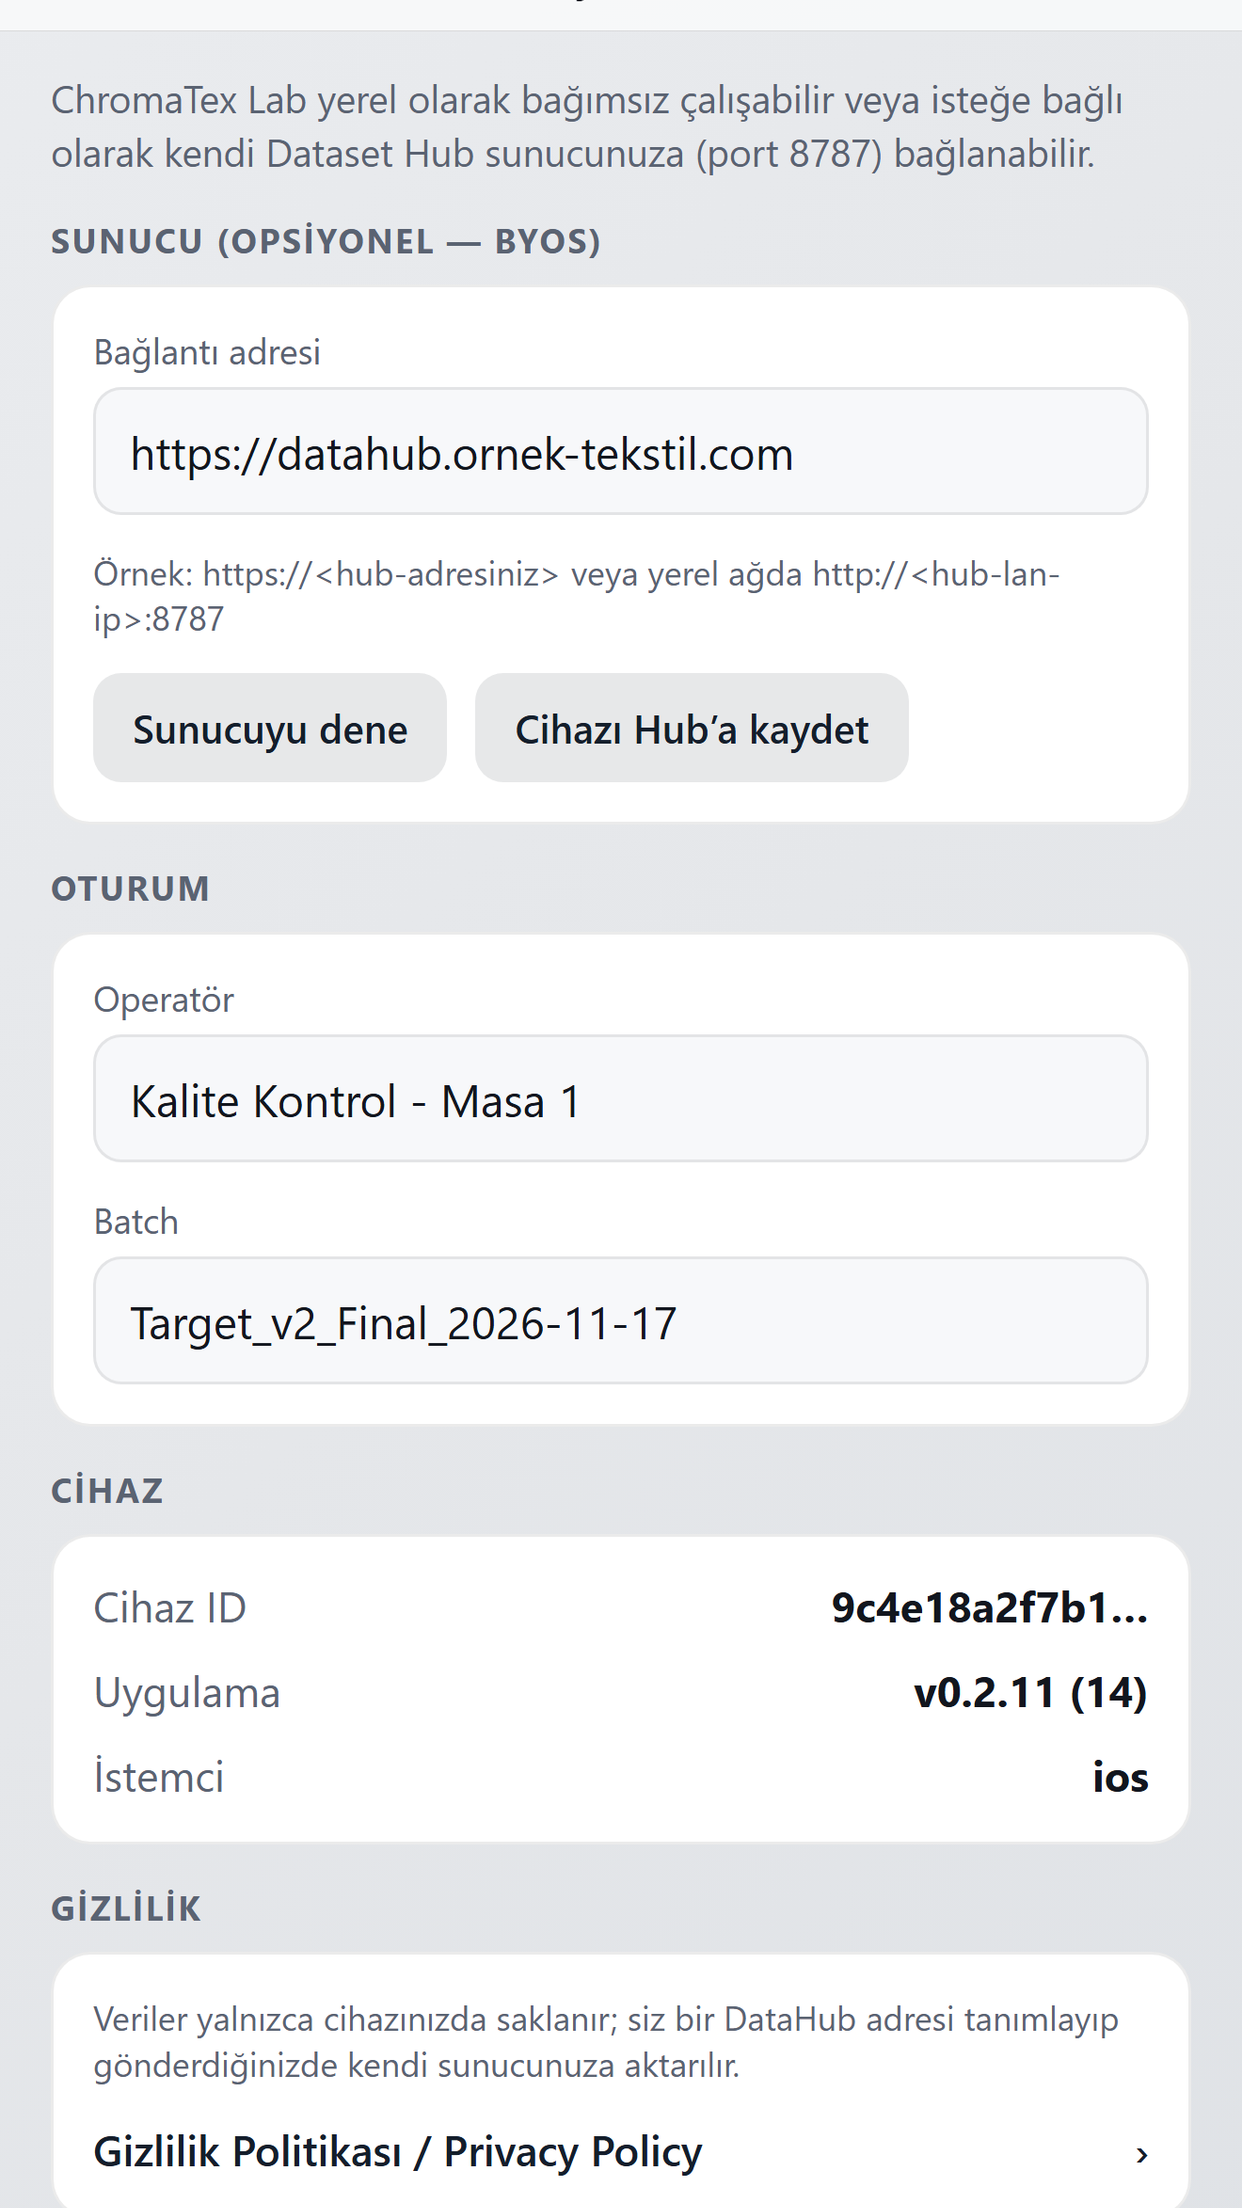 ChromaTex Lab yerel olarak bağımsız çalışabilir veya isteğe bağlı
olarak kendi Dataset Hub sunucunuza (port 8787) bağlanabilir.
SUNUCU (OPSİYONEL — BYOS)
Bağlantı adresi
https://datahub.ornek-tekstil.com
Örnek: https://<hub-adresiniz> veya yerel ağda http://<hub-lan-
ip>:8787
Sunucuyu dene
Cihazı Hub’a kaydet
OTURUM
Operatör
Kalite Kontrol - Masa 1
Batch
Target_v2_Final_2026-11-17
CİHAZ
Cihaz ID 9c4e18a2f7b1...
Uygulama v0.2.11 (14)
İstemci ios
GİZLİLİK
Veriler yalnızca cihazınızda saklanır; siz bir DataHub adresi tanımlayıp
gönderdiğinizde kendi sunucunuza aktarılır.
Gizlilik Politikası / Privacy Policy ›